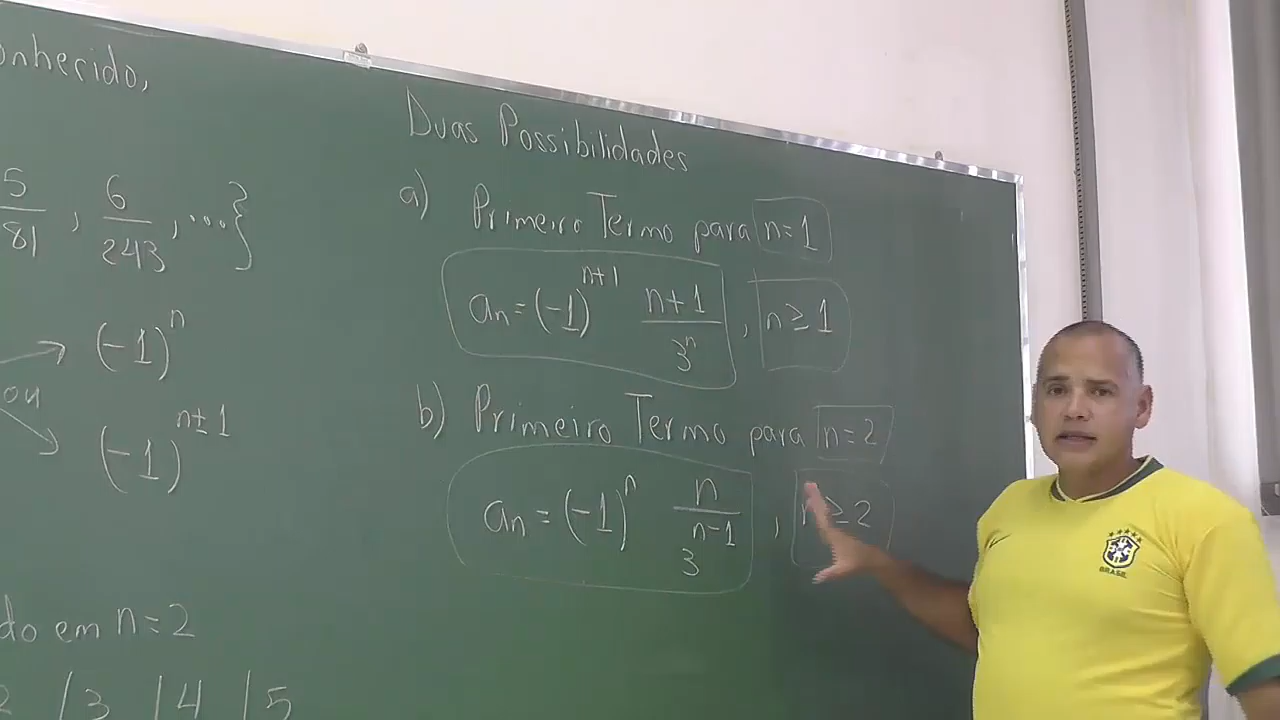 onhecido,
5/81, 6/243, ...}
(-1)^n
ou
(-1)^{n±1}
do em n=2
2 / 3 / 4 / 5
Duas Possibilidades
a) Primeiro Termo para n=1
an=(-1)^{n+1} (n+1)/3^n, n≥1
b) Primeiro Termo para n=2
an=(-1)^n n/3^{n-1}, n≥2
BRASIL